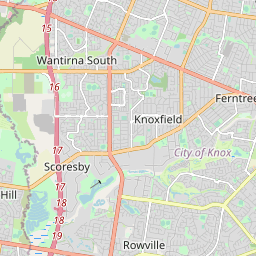 15
Wantirna South
16
Ferntree
Knoxfield
City of Knox
Scoresby
17
17
Hill
18
18
19
Rowville